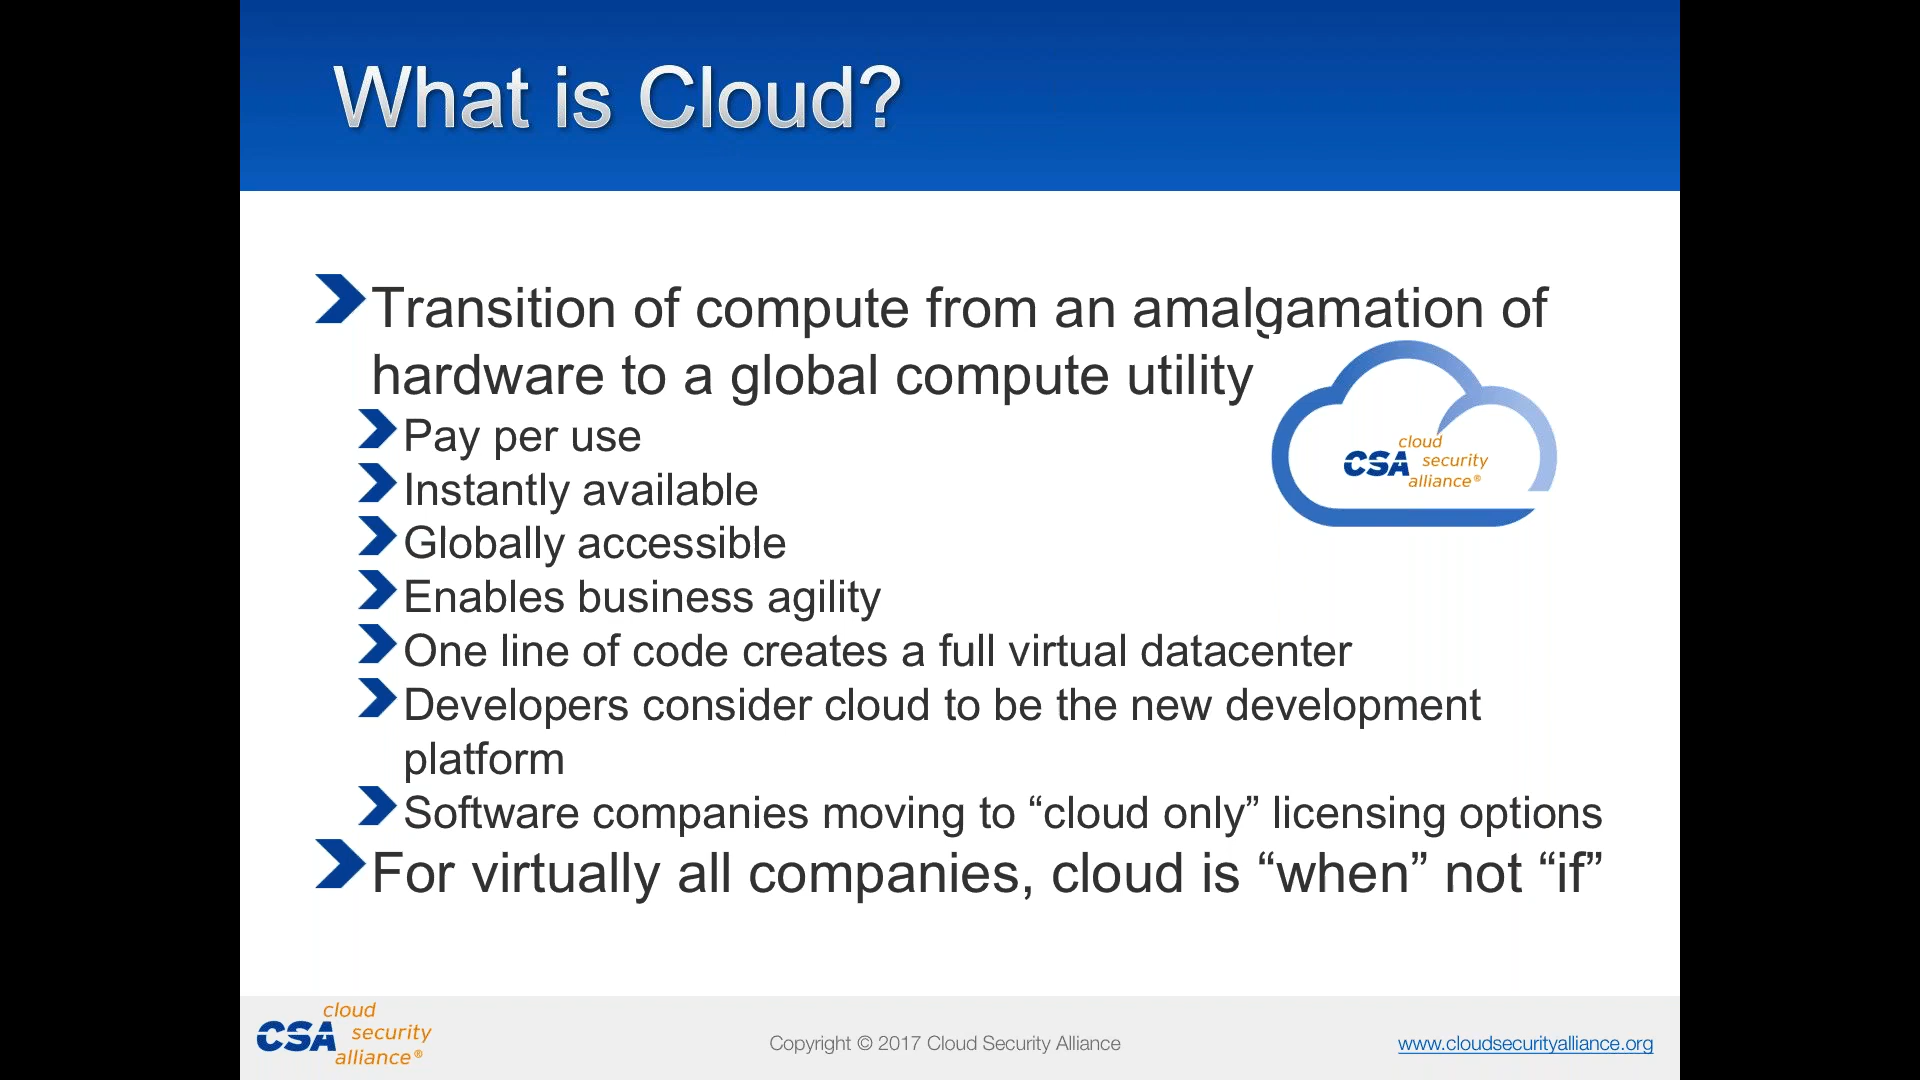 What is Cloud?
Transition of compute from an amalgamation of
hardware to a global compute utility
cloud
CSA security
alliance®
Pay per use
Instantly available
Globally accessible
Enables business agility
One line of code creates a full virtual datacenter
Developers consider cloud to be the new development
platform
Software companies moving to “cloud only” licensing options
For virtually all companies, cloud is “when” not “if”
cloud
CSA security
alliance®
Copyright © 2017 Cloud Security Alliance
www.cloudsecurityalliance.org